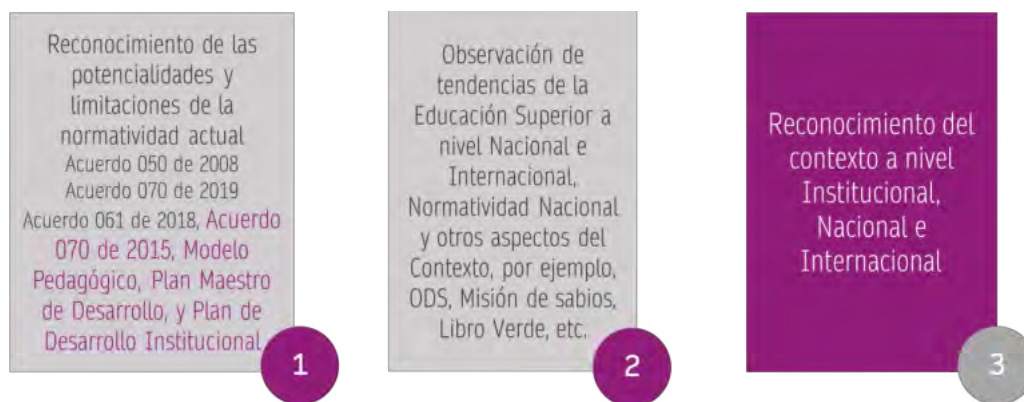 Reconocimiento de las
potencialidades y
limitaciones de la
normatividad actual
Acuerdo 050 de 2008
Acuerdo 070 de 2019
Acuerdo 061 de 2018, Acuerdo
070 de 2015, Modelo
Pedagógico, Plan Maestro
de Desarrollo, y Plan de
Desarrollo Institucional
1
Observación de
tendencias de la
Educación Superior a
nivel Nacional e
Internacional,
Normatividad Nacional
y otros aspectos del
Contexto, por ejemplo,
ODS, Misión de sabios,
Libro Verde, etc.
2
Reconocimiento del
contexto a nivel
Institucional,
Nacional e
Internacional
3